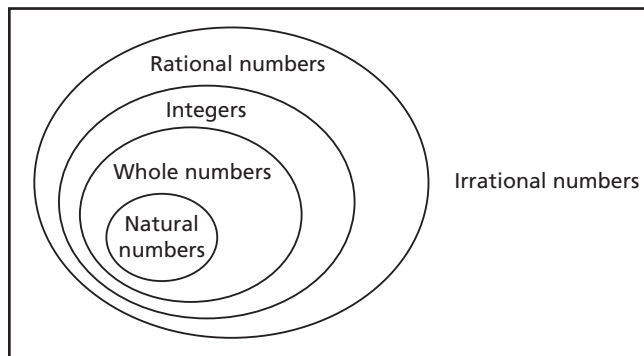 Rational numbers
Integers
Whole numbers
Natural
numbers
Irrational numbers